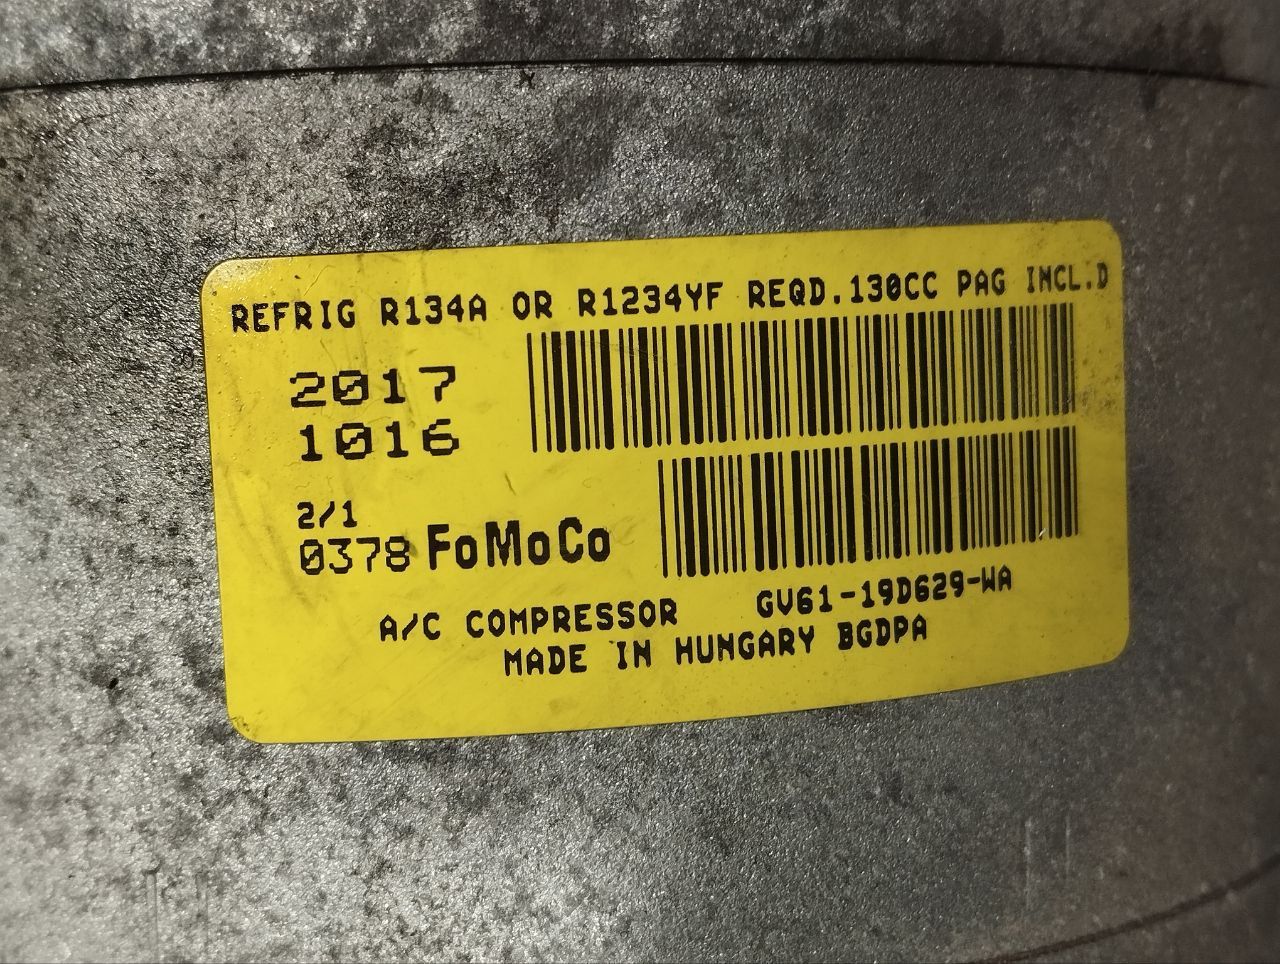 REFRIG R134A OR R1234YF REQD.130CC PAG INCL.D
2017
1016
2/1
0378 FoMoCo
A/C COMPRESSOR GV61-19D629-WA
MADE IN HUNGARY BGDPA